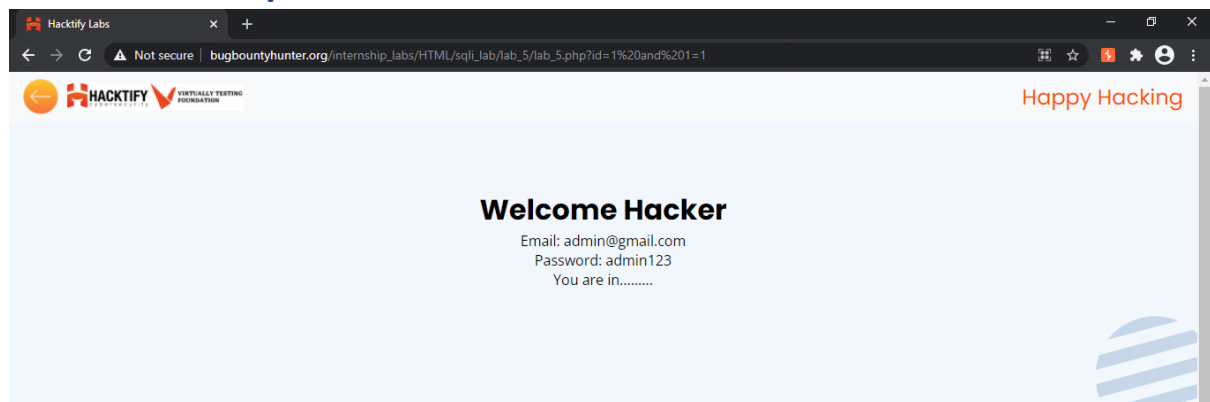 Hacktify Labs
Not secure | bugbountyhunter.org/internship_labs/HTML/sqli_lab/lab_5/lab_5.php?id=1%20and%201=1
HACKTIFY
cybersecurity
VIRTUALLY TESTING
FOUNDATION
Happy Hacking
Welcome Hacker
Email: admin@gmail.com
Password: admin123
You are in.........